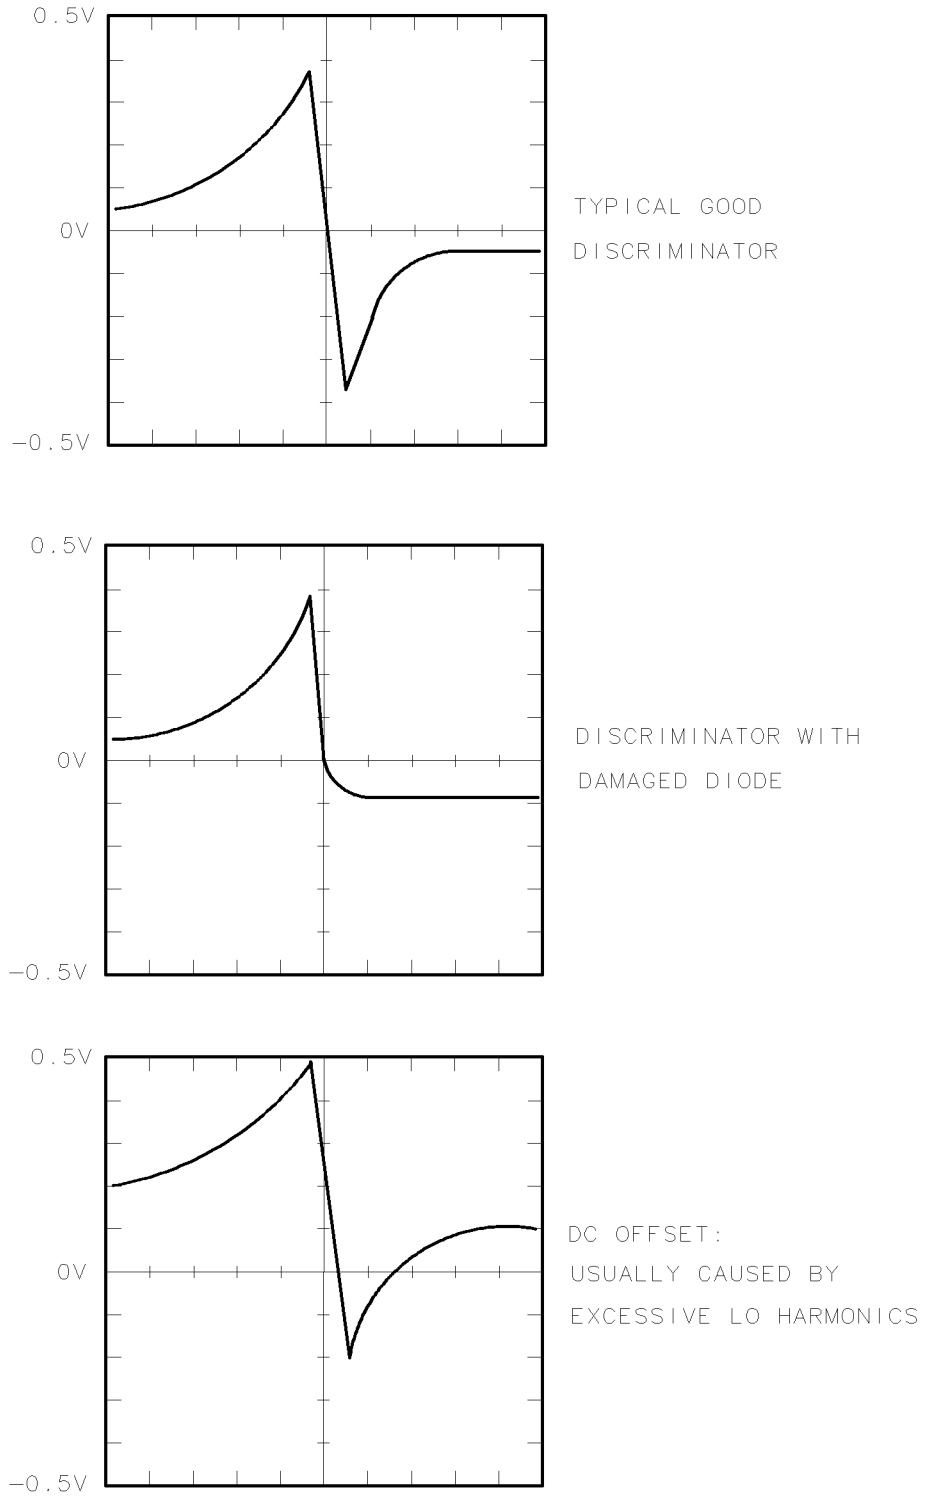 0.5V
TYPICAL GOOD
0V
DISCRIMINATOR
-0.5V
0.5V
DISCRIMINATOR WITH
0V
DAMAGED DIODE
-0.5V
0.5V
DC OFFSET:
0V
USUALLY CAUSED BY
EXCESSIVE LO HARMONICS
-0.5V